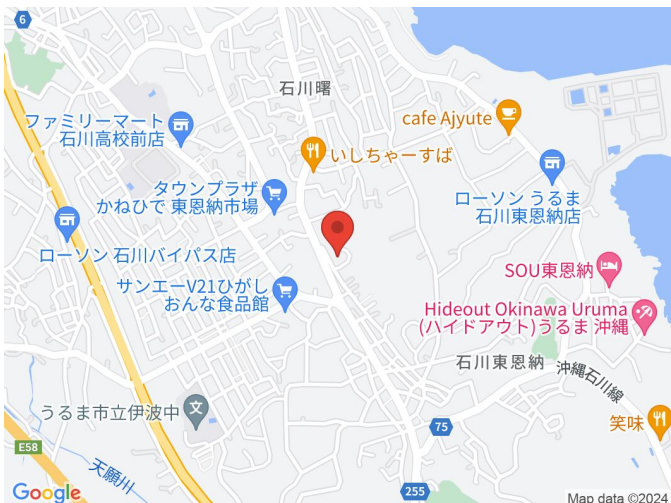 6
石川曙
ファミリーマート
石川高校前店
cafe Ajyute
いしちゃーすば
タウンプラザ
かねひで 東恩納市場
ローソン うるま
石川東恩納店
ローソン 石川バイパス店
サンエーV21ひがし
おんな食品館
SOU東恩納
Hideout Okinawa Uruma
(ハイドアウト)うるま 沖縄
石川東恩納
沖縄石川線
うるま市立伊波中
文
75
笑味
E58
天願川
255
Google
Map data ©2024